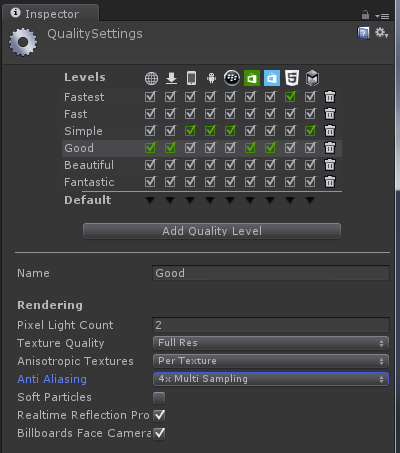 Inspector
QualitySettings
Levels
Fastest
Fast
Simple
Good
Beautiful
Fantastic
Default
Add Quality Level
Name Good
Rendering
Pixel Light Count 2
Texture Quality Full Res
Anisotropic Textures Per Texture
Anti Aliasing 4x Multi Sampling
Soft Particles
Realtime Reflection Pro
Billboards Face Camera